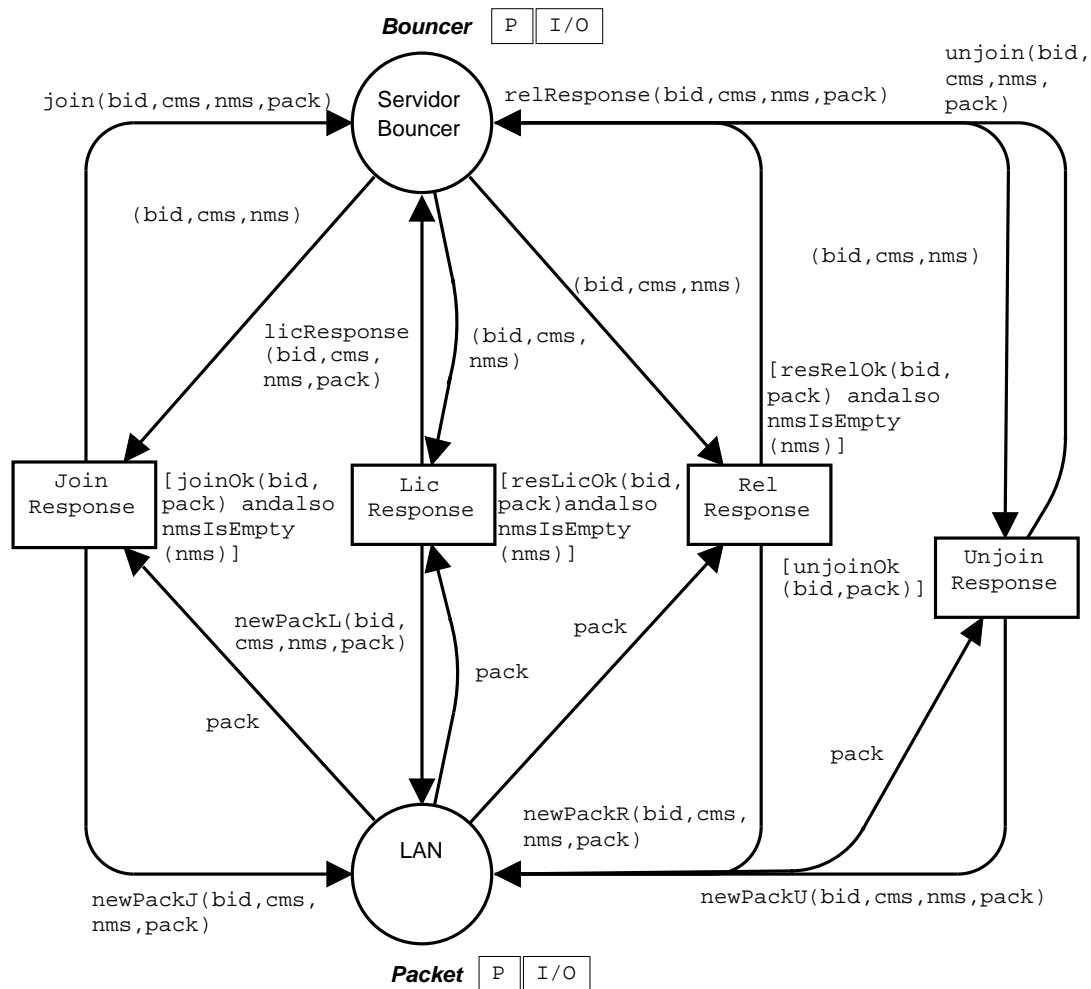 Bouncer P I/O
unjoin(bid,
cms,nms,
pack)
join(bid,cms,nms,pack)
Servidor
Bouncer
relResponse(bid,cms,nms,pack)
(bid,cms,nms)
(bid,cms,nms)
(bid,cms,nms)
licResponse
(bid,cms,
nms,pack)
(bid,cms,
nms)
[resRelOk(bid,
pack) andalso
nmsIsEmpty
(nms)]
Join
Response
[joinOk(bid,
pack) andalso
nmsIsEmpty
(nms)]
Lic
Response
[resLicOk(bid,
pack)andalso
nmsIsEmpty
(nms)]
Rel
Response
[unjoinOk
(bid,pack)]
Unjoin
Response
newPackL(bid,
cms,nms,pack)
pack
pack
pack
pack
newPackR(bid,cms,
nms,pack)
LAN
newPackJ(bid,cms,
nms,pack)
newPackU(bid,cms,nms,pack)
Packet P I/O